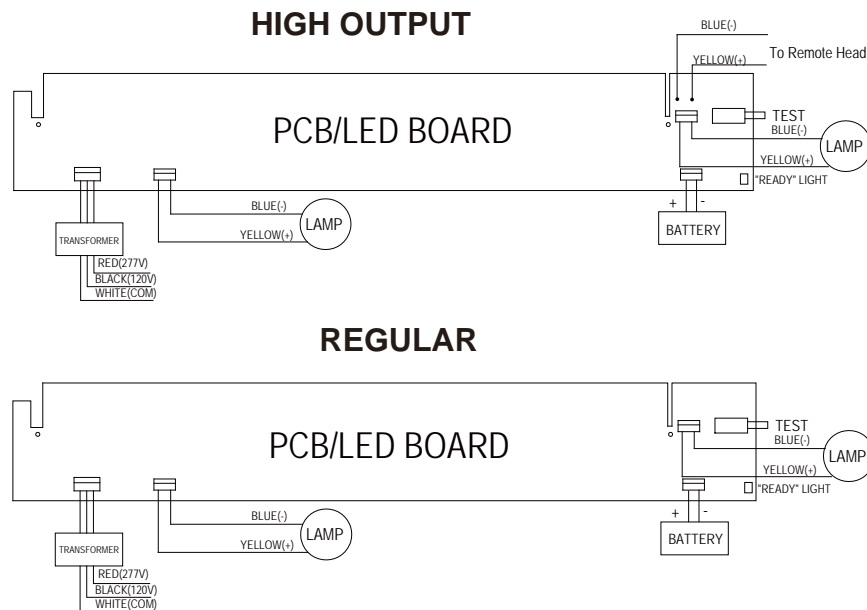 HIGH OUTPUT
BLUE(-)
To Remote Head
YELLOW(+)
PCB/LED BOARD
TEST
BLUE(-)
LAMP
YELLOW(+)
"READY" LIGHT
BLUE(-)
LAMP
YELLOW(+)
+ -
BATTERY
TRANSFORMER
RED(277V)
BLACK(120V)
WHITE(COM)
REGULAR
PCB/LED BOARD
TEST
BLUE(-)
LAMP
YELLOW(+)
"READY" LIGHT
BLUE(-)
LAMP
YELLOW(+)
+ -
BATTERY
TRANSFORMER
RED(277V)
BLACK(120V)
WHITE(COM)